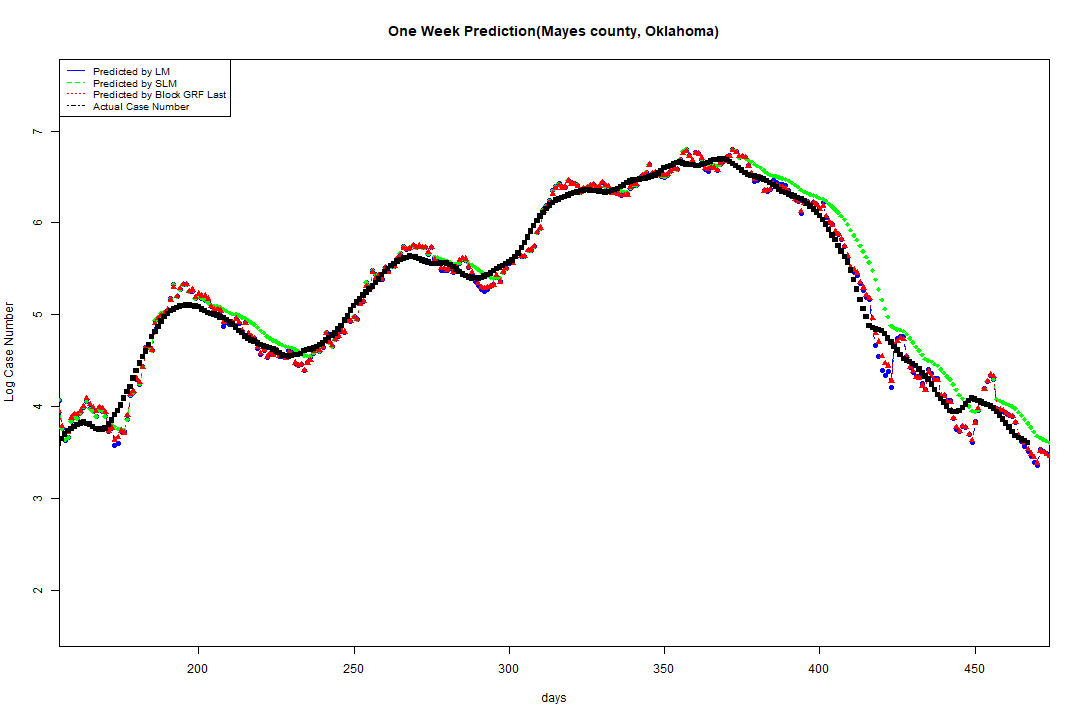 One Week Prediction(Mayes county, Oklahoma)
Predicted by LM
Predicted by SLM
Predicted by Block GRF Last
Actual Case Number
7
6
5
4
3
2
Log Case Number
200 250 300 350 400 450
days